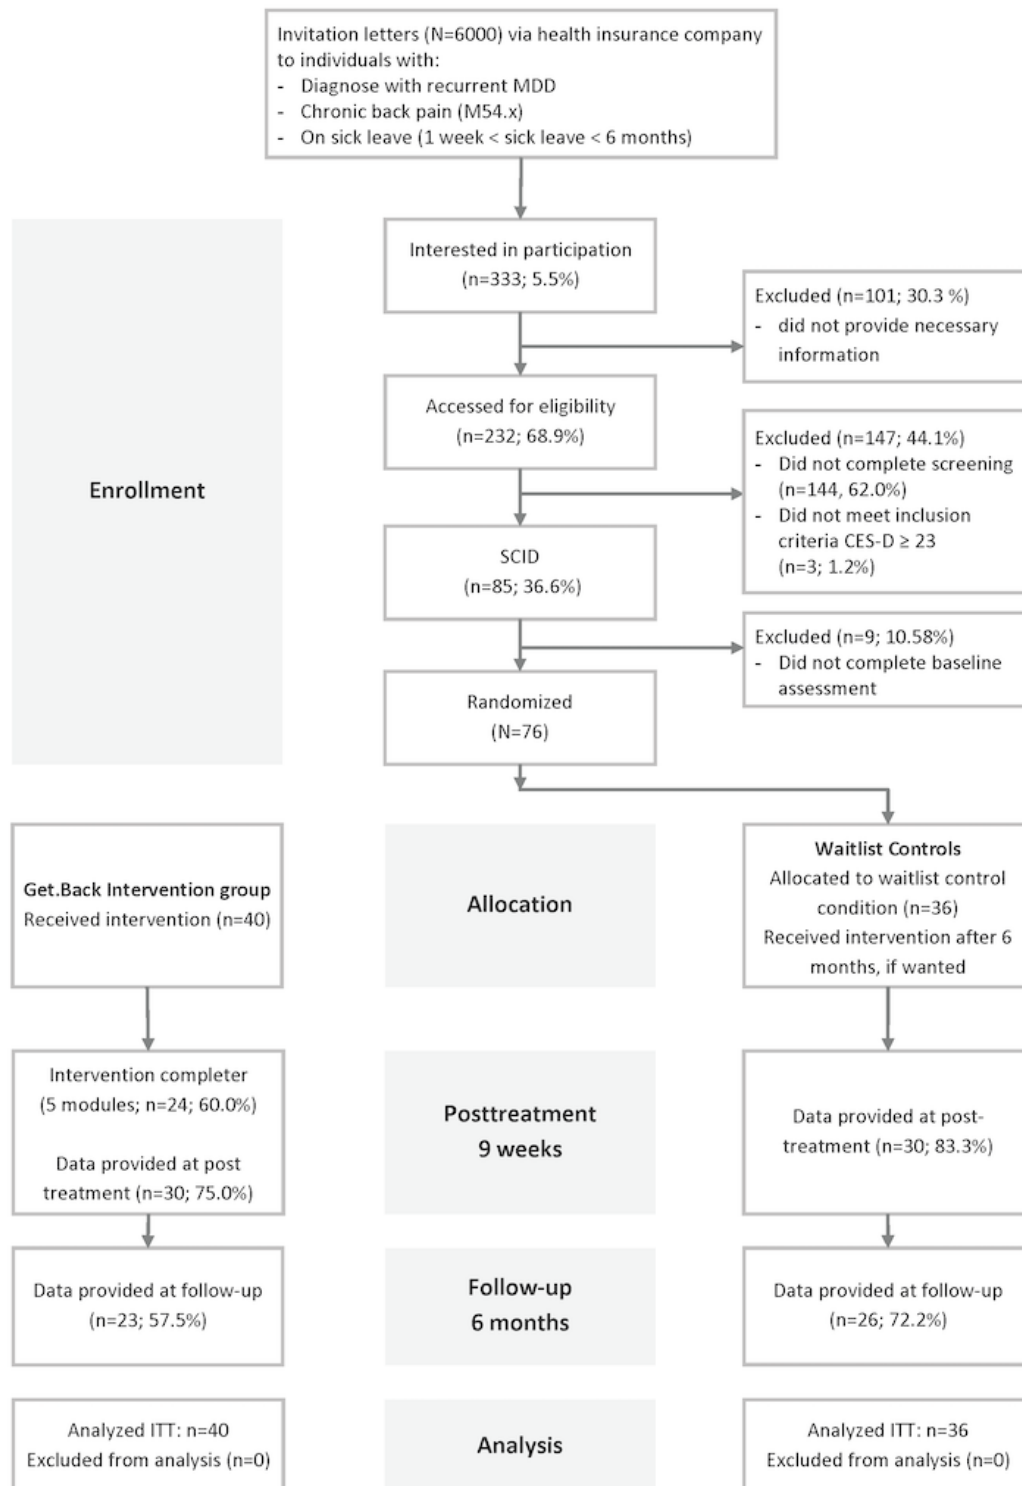 Invitation letters (N=6000) via health insurance company
to individuals with:
- Diagnose with recurrent MDD
- Chronic back pain (M54.x)
- On sick leave (1 week < sick leave < 6 months)
Interested in participation
(n=333; 5.5%)
Excluded (n=101; 30.3 %)
- did not provide necessary
information
Accessed for eligibility
(n=232; 68.9%)
Excluded (n=147; 44.1%)
- Did not complete screening
(n=144, 62.0%)
- Did not meet inclusion
criteria CES-D ≥ 23
(n=3; 1.2%)
Enrollment
SCID
(n=85; 36.6%)
Excluded (n=9; 10.58%)
- Did not complete baseline
assessment
Randomized
(N=76)
Get.Back Intervention group
Received intervention (n=40)
Allocation
Waitlist Controls
Allocated to waitlist control
condition (n=36)
Received intervention after 6
months, if wanted
Intervention completer
(5 modules; n=24; 60.0%)
Data provided at post
treatment (n=30; 75.0%)
Posttreatment
9 weeks
Data provided at post-
treatment (n=30; 83.3%)
Data provided at follow-up
(n=23; 57.5%)
Follow-up
6 months
Data provided at follow-up
(n=26; 72.2%)
Analyzed ITT: n=40
Excluded from analysis (n=0)
Analysis
Analyzed ITT: n=36
Excluded from analysis (n=0)